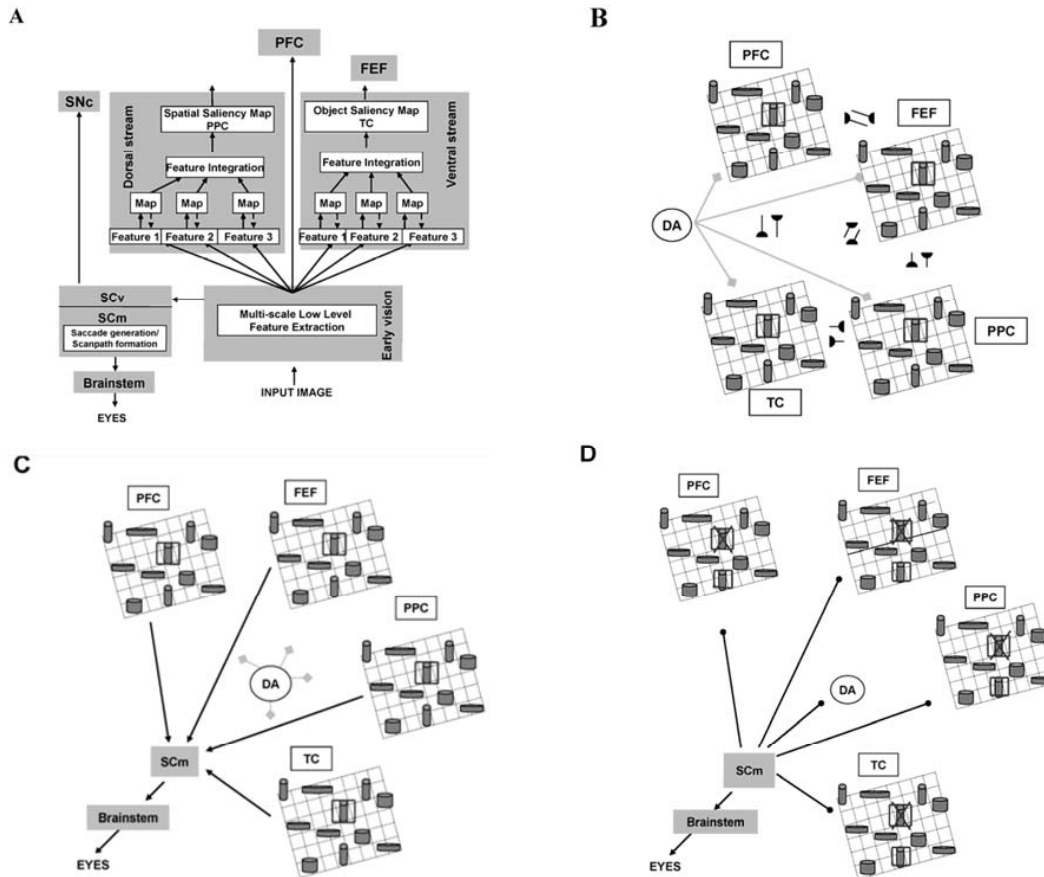 A
PFC
FEF
SNc
Dorsal stream
Spatial Saliency Map
PPC
Feature Integration
Map
Map
Map
Feature 1
Feature 2
Feature 3
Object Saliency Map
TC
Ventral stream
Feature Integration
Map
Map
Map
Feature 1
Feature 2
Feature 3
SCv
SCm
Saccade generation/
Scanpath formation
Multi-scale Low Level
Feature Extraction
Early vision
Brainstem
EYES
INPUT IMAGE
B
PFC
FEF
DA
PPC
TC
C
PFC
FEF
PPC
DA
SCm
TC
Brainstem
EYES
D
PFC
FEF
PPC
DA
SCm
TC
Brainstem
EYES